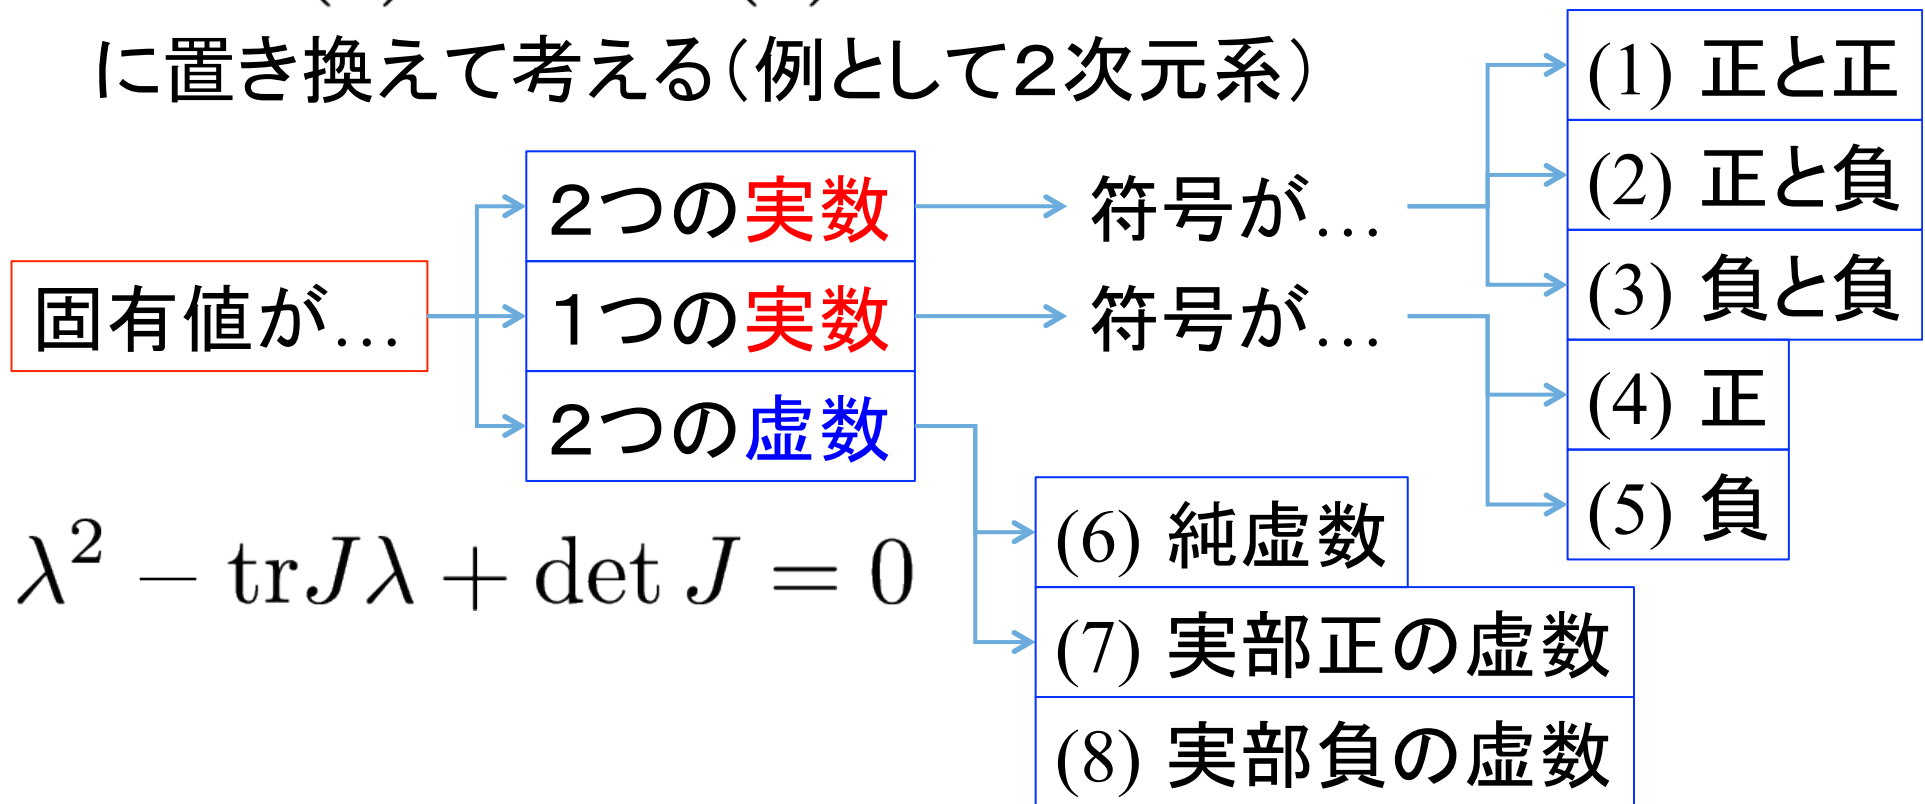 に置き換えて考える（例として２次元系）
固有値が…
２つの実数
１つの実数
２つの虚数
符号が…
符号が…
(1) 正と正
(2) 正と負
(3) 負と負
(4) 正
(5) 負
(6) 純虚数
(7) 実部正の虚数
(8) 実部負の虚数
λ² − trJλ + det J = 0